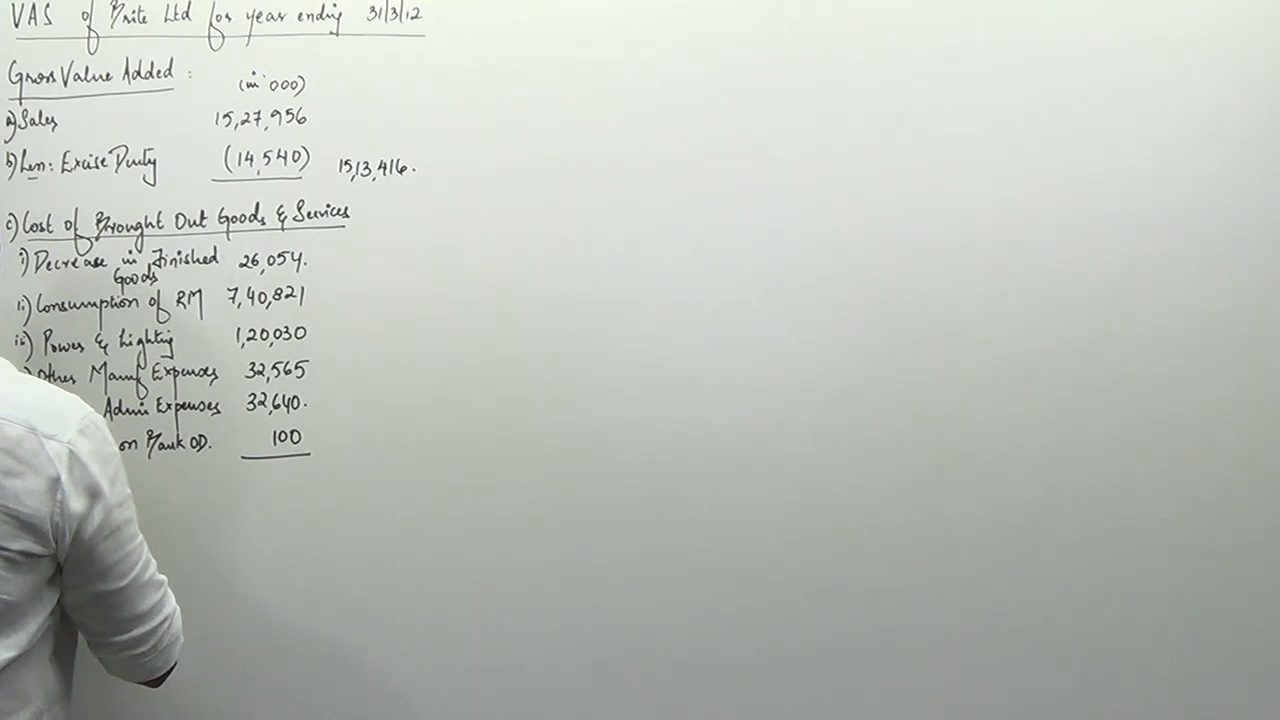 VAS of Brite Ltd for year ending 31/3/12
Gross Value Added :
(in '000)
a) Sales 15,27,956
b) Less: Excise Duty (14,540) 15,13,416.
c) Cost of Brought Out Goods & Services
i) Decrease in Finished Goods 26,054.
ii) Consumption of RM 7,40,821
iii) Power & Lighting 1,20,030
Other Manf Expenses 32,565
Admin Expenses 32,640.
on Bank OD. 100